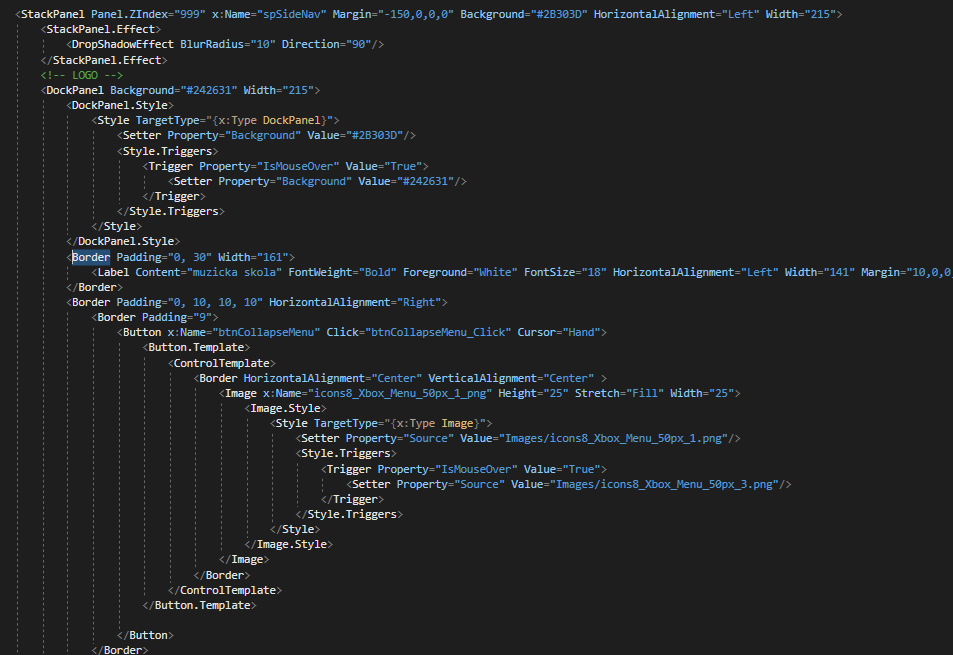 <StackPanel Panel.ZIndex="999" x:Name="spSideNav" Margin="-150,0,0,0" Background="#2B303D" HorizontalAlignment="Left" Width="215">
<StackPanel.Effect>
<DropShadowEffect BlurRadius="10" Direction="90"/>
</StackPanel.Effect>
<!-- LOGO -->
<DockPanel Background="#242631" Width="215">
<DockPanel.Style>
<Style TargetType="{x:Type DockPanel}">
<Setter Property="Background" Value="#2B303D"/>
<Style.Triggers>
<Trigger Property="IsMouseOver" Value="True">
<Setter Property="Background" Value="#242631"/>
</Trigger>
</Style.Triggers>
</Style>
</DockPanel.Style>
<Border Padding="0, 30" Width="161">
<Label Content="muzicka skola" FontWeight="Bold" Foreground="White" FontSize="18" HorizontalAlignment="Left" Width="141" Margin="10,0,0,
</Border>
<Border Padding="0, 10, 10, 10" HorizontalAlignment="Right">
<Border Padding="9">
<Button x:Name="btnCollapseMenu" Click="btnCollapseMenu_Click" Cursor="Hand">
<Button.Template>
<ControlTemplate>
<Border HorizontalAlignment="Center" VerticalAlignment="Center" >
<Image x:Name="icons8_Xbox_Menu_50px_1_png" Height="25" Stretch="Fill" Width="25">
<Image.Style>
<Style TargetType="{x:Type Image}">
<Setter Property="Source" Value="Images/icons8_Xbox_Menu_50px_1.png"/>
<Style.Triggers>
<Trigger Property="IsMouseOver" Value="True">
<Setter Property="Source" Value="Images/icons8_Xbox_Menu_50px_3.png"/>
</Trigger>
</Style.Triggers>
</Style>
</Image.Style>
</Image>
</Border>
</ControlTemplate>
</Button.Template>
</Button>
</Border>